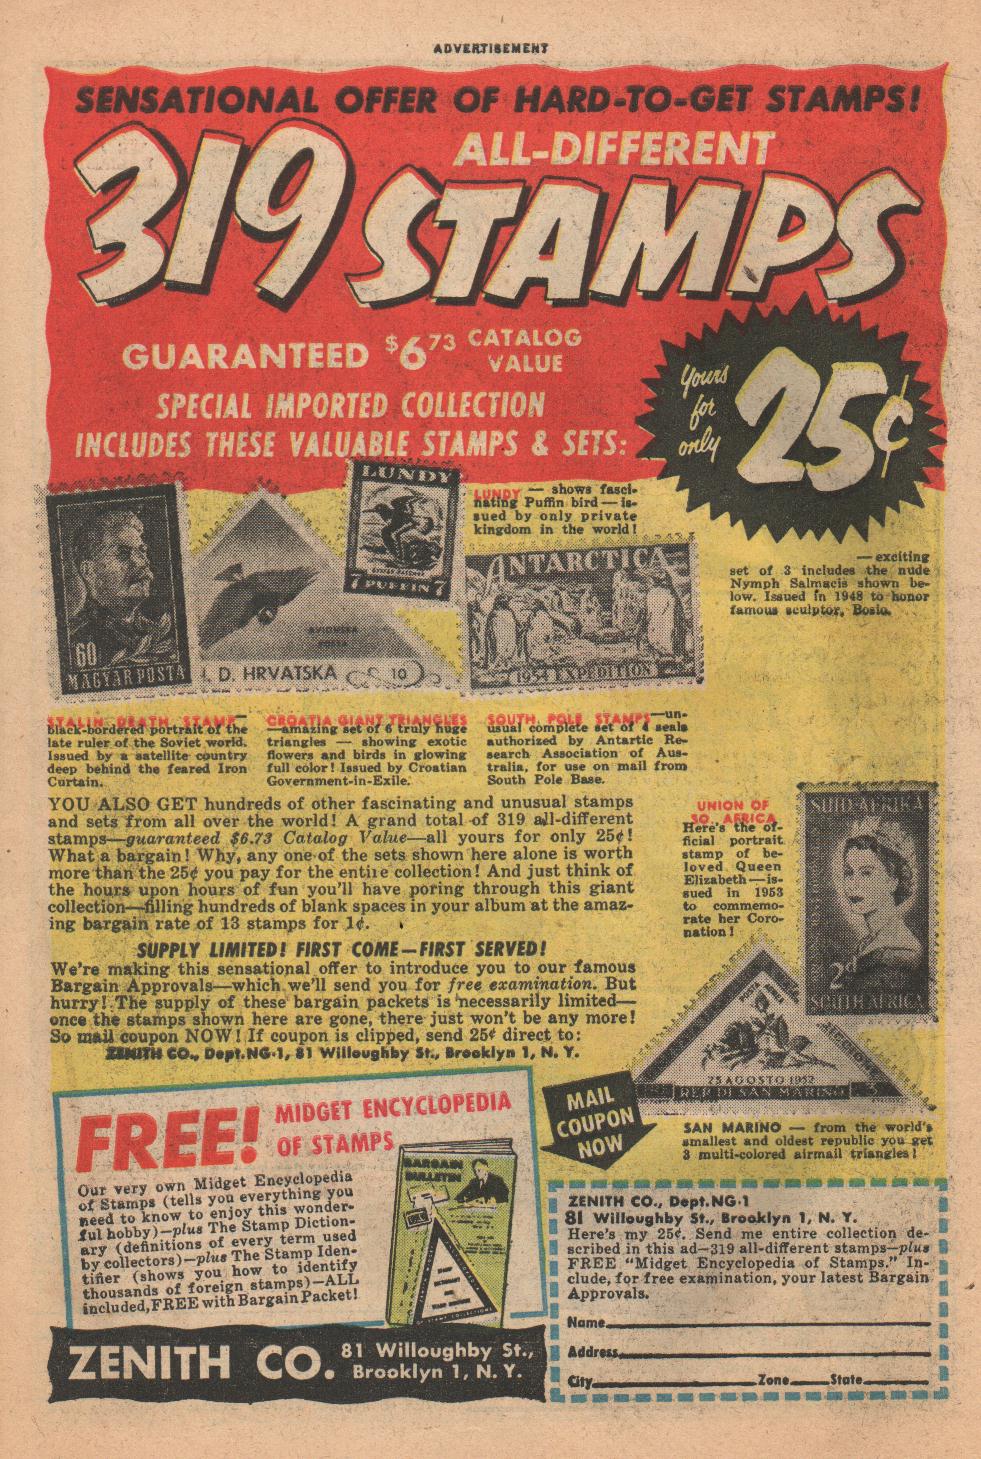 ADVERTISEMENT
SENSATIONAL OFFER OF HARD-TO-GET STAMPS!
319 ALL-DIFFERENT
STAMPS
GUARANTEED $6 73 CATALOG
VALUE
SPECIAL IMPORTED COLLECTION
INCLUDES THESE VALUABLE STAMPS & SETS:
Yours
for
only
25¢
60
MAGYAR POSTA
AVIONSKA
POSTA
N. D. HRVATSKA 10
LUNDY
7 PUFFIN 7
LUNDY — shows fasci-
nating Puffin bird — is-
sued by only private
kingdom in the world!
ANTARCTICA
1954 EXPEDITION
— exciting
set of 3 includes the nude
Nymph Salmacis shown be-
low. Issued in 1948 to honor
famous sculptor, Bosio.
STALIN DEATH STAMP—
black-bordered portrait of the
late ruler of the Soviet world.
Issued by a satellite country
deep behind the feared Iron
Curtain.
CROATIA GIANT TRIANGLES
—amazing set of 6 truly huge
triangles — showing exotic
flowers and birds in glowing
full color! Issued by Croatian
Government-in-Exile.
SOUTH POLE STAMPS—un-
usual complete set of 4 seals
authorized by Antartic Re-
search Association of Aus-
tralia, for use on mail from
South Pole Base.
YOU ALSO GET hundreds of other fascinating and unusual stamps
and sets from all over the world! A grand total of 319 all-different
stamps—guaranteed $6.73 Catalog Value—all yours for only 25¢!
What a bargain! Why, any one of the sets shown here alone is worth
more than the 25¢ you pay for the entire collection! And just think of
the hours upon hours of fun you'll have poring through this giant
collection—filling hundreds of blank spaces in your album at the amaz-
ing bargain rate of 13 stamps for 1¢.
SUPPLY LIMITED! FIRST COME—FIRST SERVED!
We're making this sensational offer to introduce you to our famous
Bargain Approvals—which we'll send you for free examination. But
hurry! The supply of these bargain packets is necessarily limited—
once the stamps shown here are gone, there just won't be any more!
So mail coupon NOW! If coupon is clipped, send 25¢ direct to:
ZENITH CO., Dept.NG-1, 81 Willoughby St., Brooklyn 1, N. Y.
UNION OF
SO. AFRICA
Here's the of-
ficial portrait
stamp of be-
loved Queen
Elizabeth—is-
sued in 1953
to commemo-
rate her Coro-
nation!
SUID-AFRIKA
2d
SOUTH AFRICA
25 AGOSTO 1952
REP. DI SAN MARINO
SAN MARINO — from the world's
smallest and oldest republic you get
3 multi-colored airmail triangles!
MAIL
COUPON
NOW
FREE! MIDGET ENCYCLOPEDIA
OF STAMPS
Our very own Midget Encyclopedia
of Stamps (tells you everything you
need to know to enjoy this wonder-
ful hobby)—plus The Stamp Diction-
ary (definitions of every term used
by collectors)—plus The Stamp Iden-
tifier (shows you how to identify
thousands of foreign stamps)—ALL
included, FREE with Bargain Packet!
BARGAIN
BULLETIN
ZENITH CO. 81 Willoughby St.,
Brooklyn 1, N. Y.
ZENITH CO., Dept.NG-1
81 Willoughby St., Brooklyn 1, N. Y.
Here's my 25¢. Send me entire collection de-
scribed in this ad—319 all-different stamps—plus
FREE "Midget Encyclopedia of Stamps." In-
clude, for free examination, your latest Bargain
Approvals.
Name
Address
City Zone State